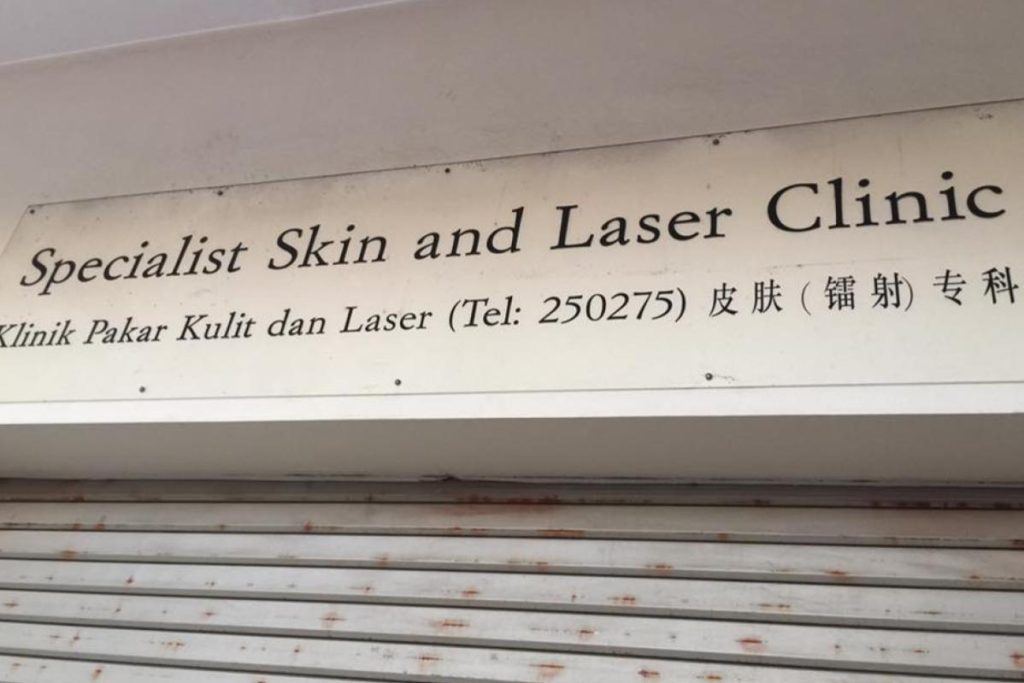 Specialist Skin and Laser Clinic
Klinik Pakar Kulit dan Laser (Tel: 250275) 皮肤 (镭射) 专科